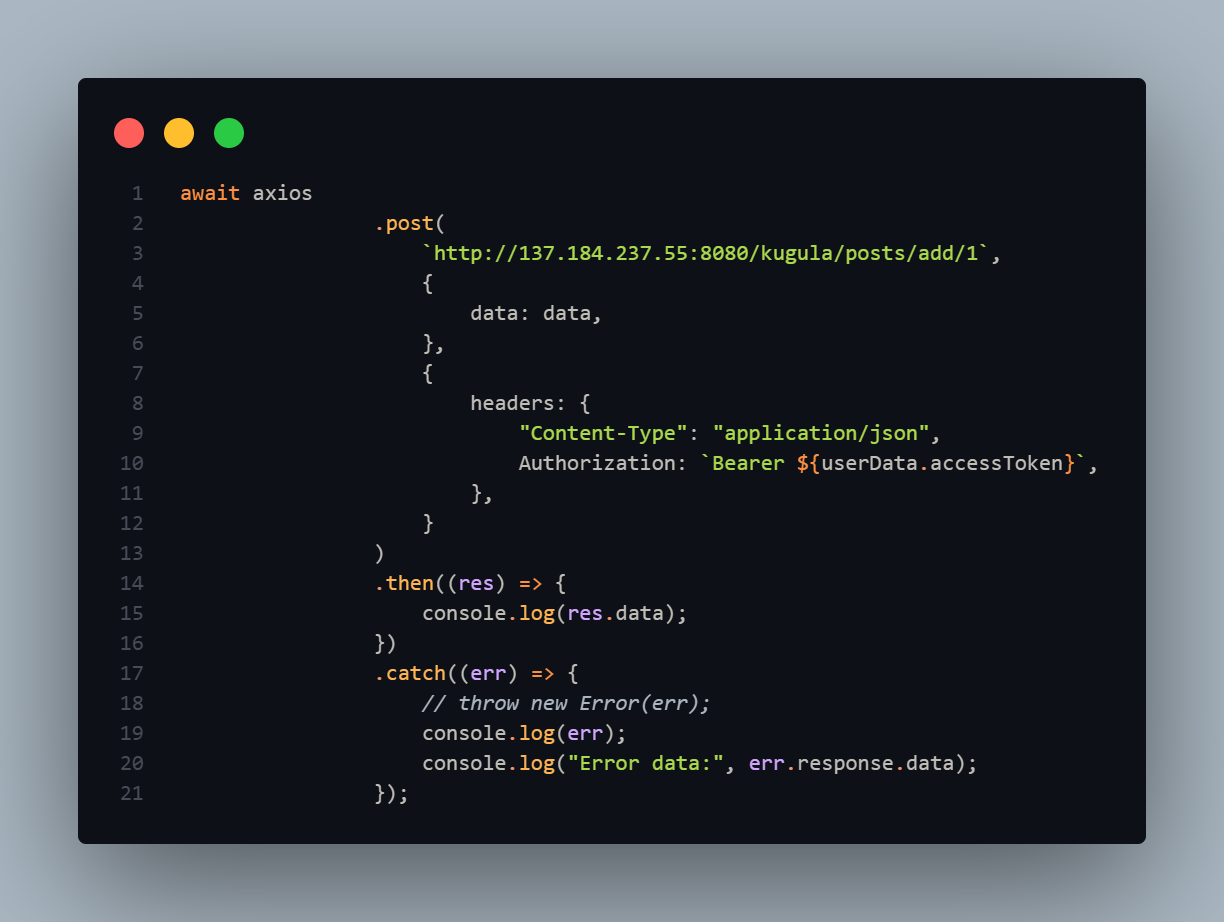 1 await axios
2 .post(
3 `http://137.184.237.55:8080/kugula/posts/add/1`,
4 {
5 data: data,
6 },
7 {
8 headers: {
9 "Content-Type": "application/json",
10 Authorization: `Bearer ${userData.accessToken}`,
11 },
12 }
13 )
14 .then((res) => {
15 console.log(res.data);
16 })
17 .catch((err) => {
18 // throw new Error(err);
19 console.log(err);
20 console.log("Error data:", err.response.data);
21 });